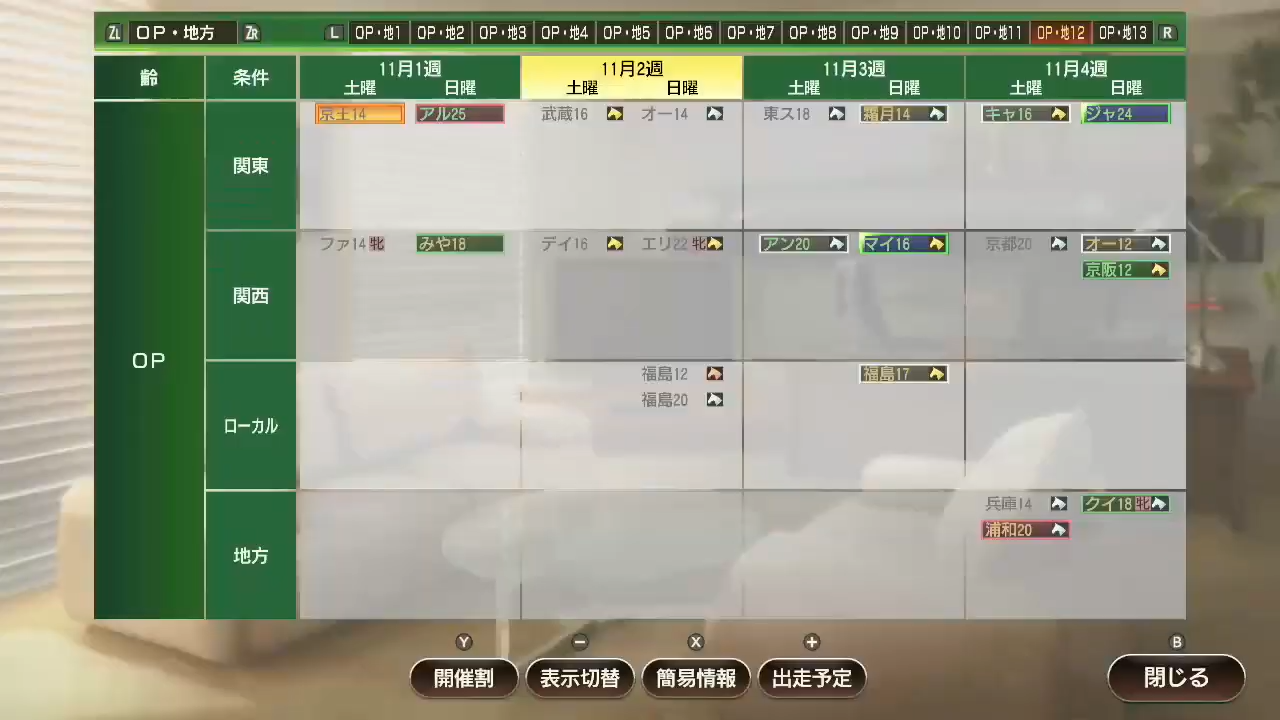 ZL OP・地方 ZR L OP・地1 OP・地2 OP・地3 OP・地4 OP・地5 OP・地6 OP・地7 OP・地8 OP・地9 OP・地10 OP・地11 OP・地12 OP・地13 R
齢 条件 11月1週 11月2週 11月3週 11月4週
土曜 日曜 土曜 日曜 土曜 日曜 土曜 日曜
京王14 アル25 武蔵16 オー14 東ス18 霜月14 キャ16 ジャ24
関東
ファ14牝 みや18 デイ16 エリ22牝 アン20 マイ16 京都20 オー12
京阪12
関西
OP
福島12 福島17
福島20
ローカル
兵庫14 クイ18牝
浦和20
地方
Y − X + B
開催割 表示切替 簡易情報 出走予定 閉じる